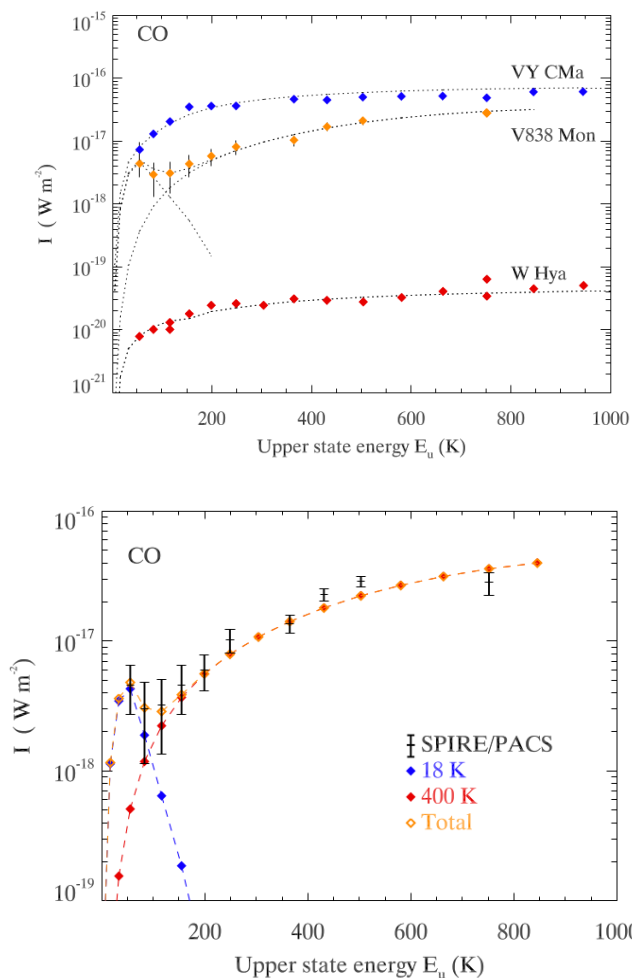 10^-15
CO
10^-16
VY CMa
10^-17
V838 Mon
I ( W m^-2)
10^-18
10^-19
W Hya
10^-20
10^-21
200 400 600 800 1000
Upper state energy E_u (K)
10^-16
CO
10^-17
I ( W m^-2)
SPIRE/PACS
10^-18
18 K
400 K
Total
10^-19
200 400 600 800 100
Upper state energy E_u (K)